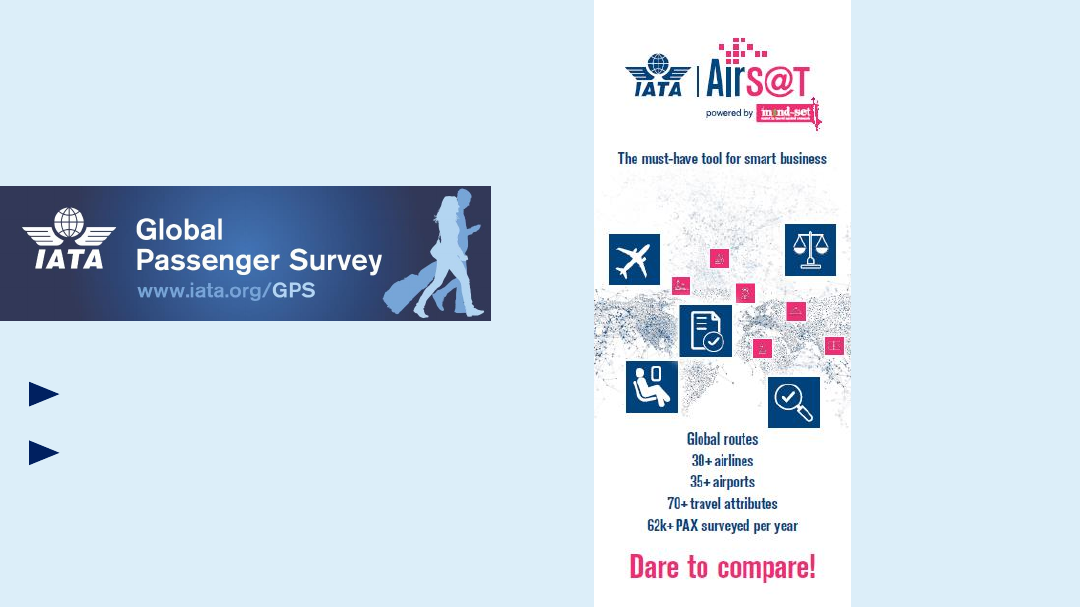 IATA
Global
Passenger Survey
www.iata.org/GPS
IATA | AirS@T
powered by m1nd-set
The must-have tool for smart business
Global routes
30+ airlines
35+ airports
70+ travel attributes
62k+ PAX surveyed per year
Dare to compare!